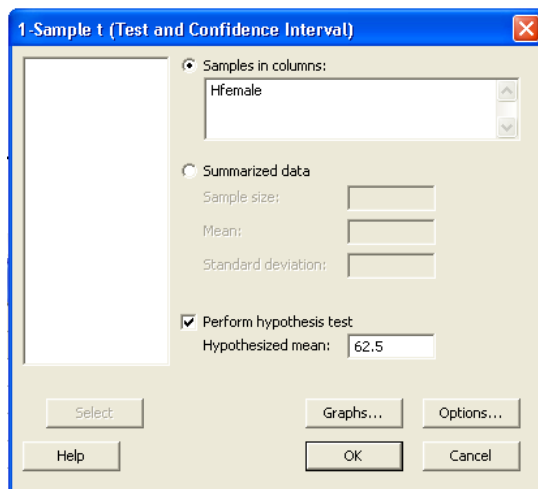 1-Sample t (Test and Confidence Interval)
Samples in columns:
Hfemale
Summarized data
Sample size:
Mean:
Standard deviation:
Perform hypothesis test
Hypothesized mean: 62.5
Select Graphs... Options...
Help OK Cancel